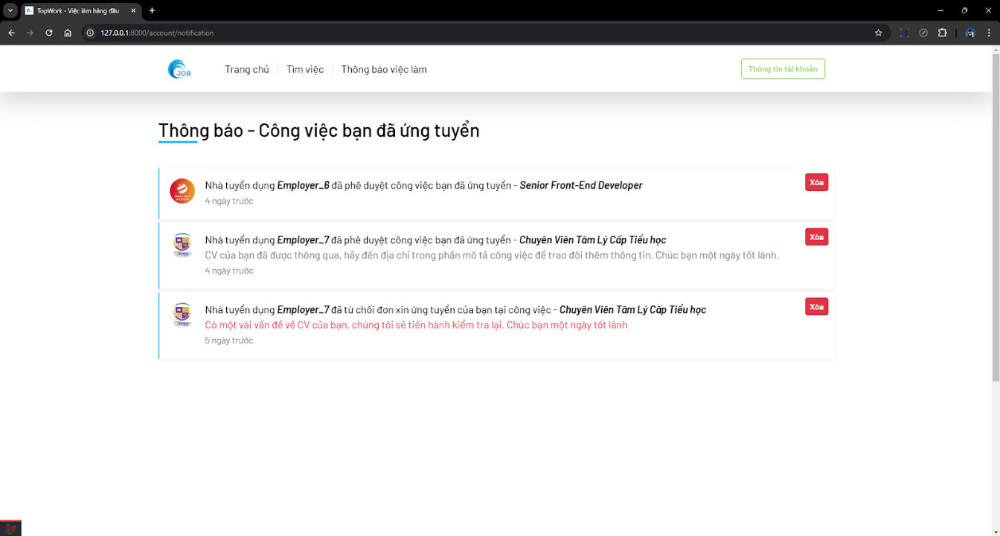 TopWork - Việc làm hàng đầu
127.0.0.1:8000/account/notification
JOB
Trang chủ
Tìm việc
Thông báo việc làm
Thông tin tài khoản
Thông báo - Công việc bạn đã ứng tuyển
Nhà tuyển dụng Employer_6 đã phê duyệt công việc bạn đã ứng tuyển - Senior Front-End Developer
Xóa
4 ngày trước
Nhà tuyển dụng Employer_7 đã phê duyệt công việc bạn đã ứng tuyển - Chuyên Viên Tâm Lý Cấp Tiểu học
Xóa
CV của bạn đã được thông qua, hãy đến địa chỉ trong phần mô tả công việc để trao đổi thêm thông tin. Chúc bạn một ngày tốt lành.
4 ngày trước
Nhà tuyển dụng Employer_7 đã từ chối đơn xin ứng tuyển của bạn tại công việc - Chuyên Viên Tâm Lý Cấp Tiểu học
Xóa
Có một vài vấn đề về CV của bạn, chúng tôi sẽ tiến hành kiểm tra lại. Chúc bạn một ngày tốt lành
5 ngày trước